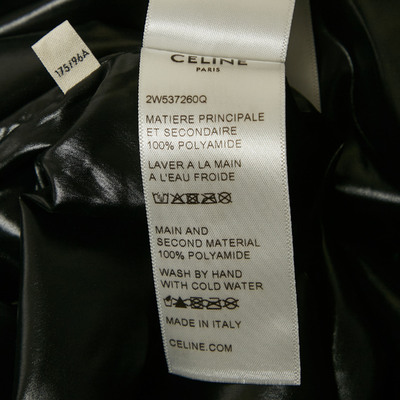 175/96A
CELINE
PARIS
2W537260Q
MATIERE PRINCIPALE
ET SECONDAIRE
100% POLYAMIDE
LAVER A LA MAIN
A L'EAU FROIDE
MAIN AND
SECOND MATERIAL
100% POLYAMIDE
WASH BY HAND
WITH COLD WATER
MADE IN ITALY
CELINE.COM